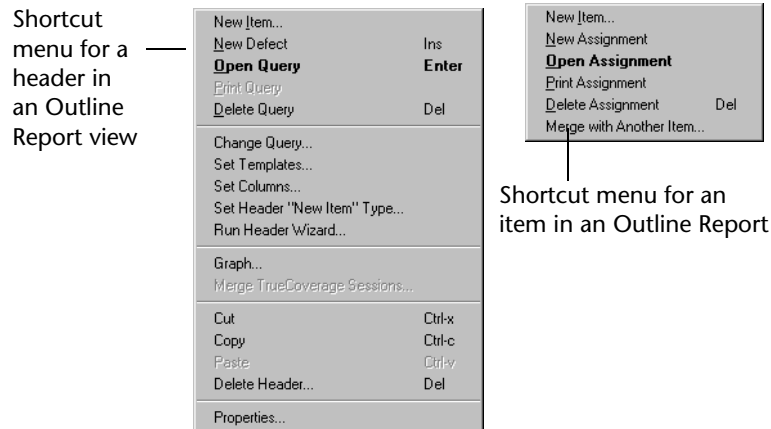 Shortcut
menu for a
header in
an Outline
Report view
New Item...
New Defect Ins
Open Query Enter
Print Query
Delete Query Del
Change Query...
Set Templates...
Set Columns...
Set Header "New Item" Type...
Run Header Wizard...
Graph...
Merge TrueCoverage Sessions...
Cut Ctrl-x
Copy Ctrl-c
Paste Ctrl-v
Delete Header... Del
Properties...
New Item...
New Assignment
Open Assignment
Print Assignment
Delete Assignment Del
Merge with Another Item...
Shortcut menu for an
item in an Outline Report